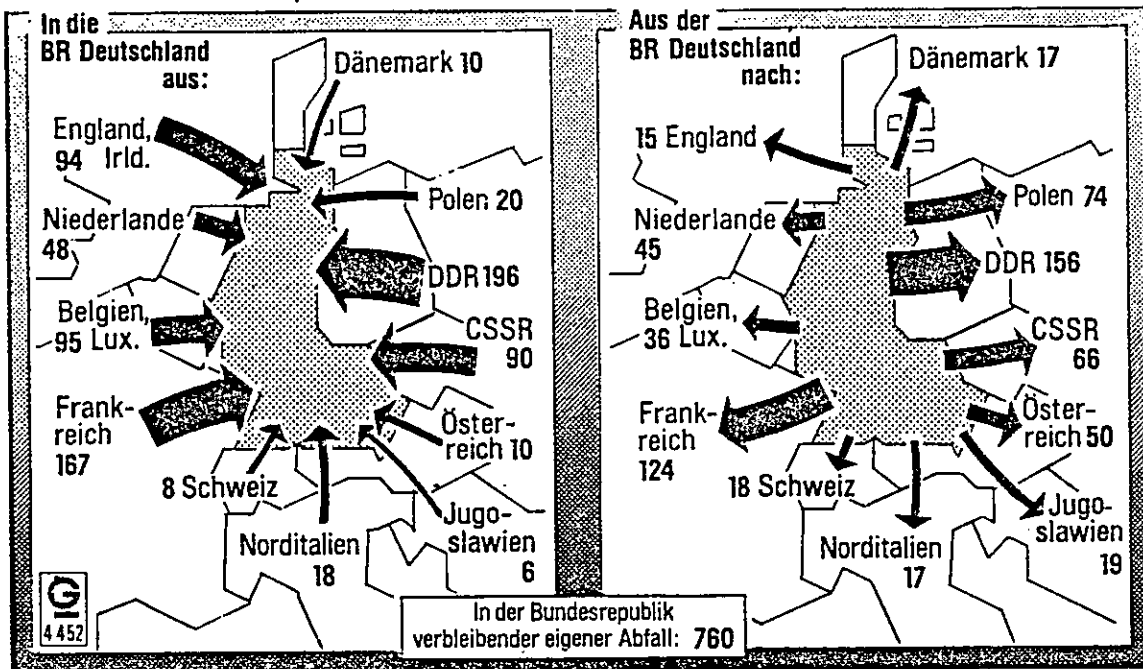 In die
BR Deutschland
aus:
Dänemark 10
England,
94 Irld.
Niederlande
48
Polen 20
DDR 196
Belgien,
95 Lux.
CSSR
90
Frank-
reich
167
Öster-
reich 10
8 Schweiz
Jugo-
slawien
6
Norditalien
18
G
4 452
Aus der
BR Deutschland
nach:
Dänemark 17
15 England
Polen 74
Niederlande
45
DDR 156
Belgien,
36 Lux.
CSSR
66
Frank-
reich
124
Öster-
reich 50
18 Schweiz
Jugo-
slawien
19
Norditalien
17
In der Bundesrepublik
verbleibender eigener Abfall: 760